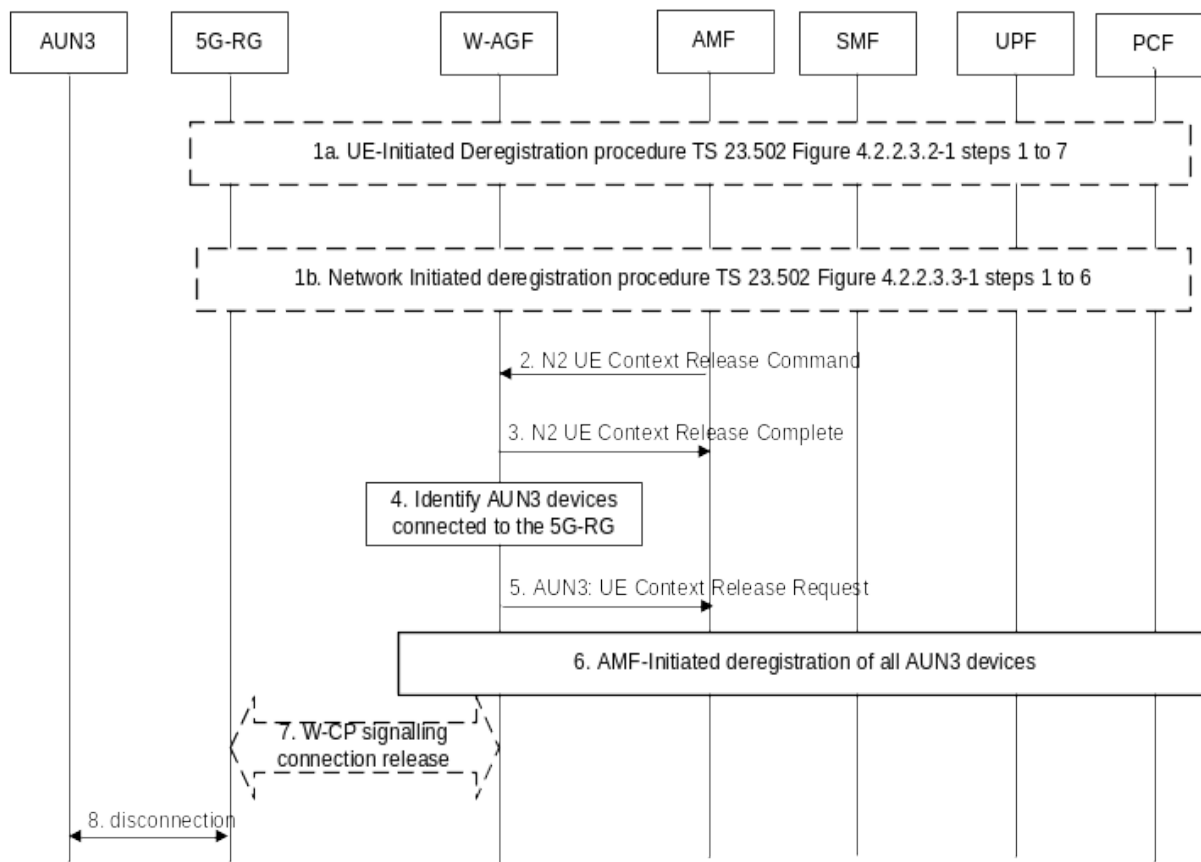 AUN3 5G-RG W-AGF AMF SMF UPF PCF
1a. UE-Initiated Deregistration procedure TS 23.502 Figure 4.2.2.3.2-1 steps 1 to 7
1b. Network Initiated deregistration procedure TS 23.502 Figure 4.2.2.3.3-1 steps 1 to 6
2. N2 UE Context Release Command
3. N2 UE Context Release Complete
4. Identify AUN3 devices
connected to the 5G-RG
5. AUN3: UE Context Release Request
6. AMF-Initiated deregistration of all AUN3 devices
7. W-CP signalling
connection release
8. disconnection